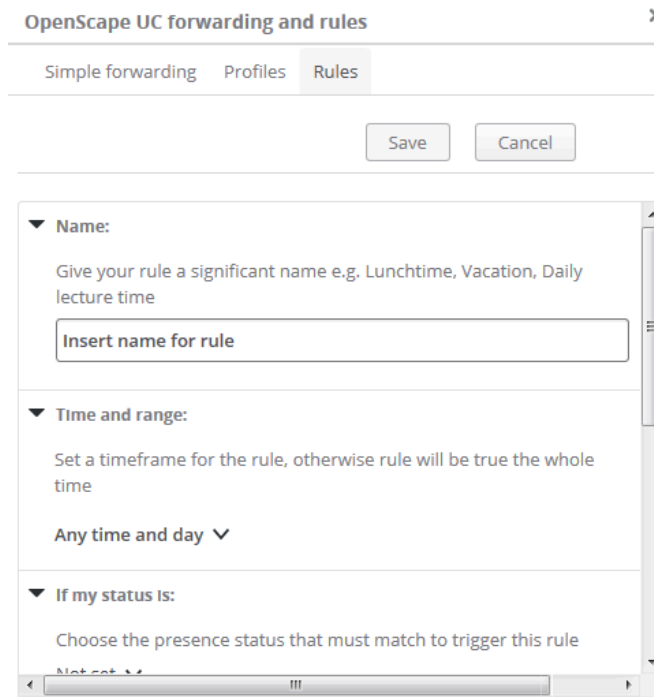 OpenScape UC forwarding and rules
Simple forwarding Profiles Rules
Save Cancel
Name:
Give your rule a significant name e.g. Lunchtime, Vacation, Daily
lecture time
Insert name for rule
Time and range:
Set a timeframe for the rule, otherwise rule will be true the whole
time
Any time and day
If my status is:
Choose the presence status that must match to trigger this rule
Not set